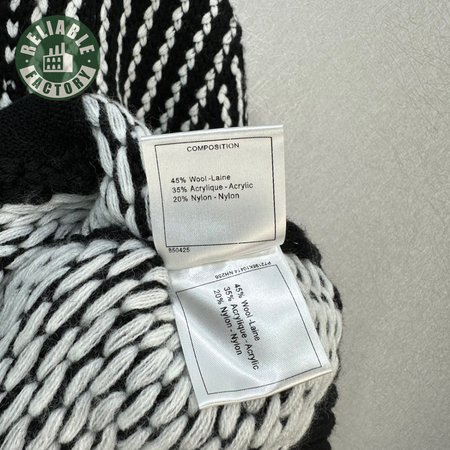 RELIABLE
FACTORY
COMPOSITION
45% Wool -Laine
35% Acrylique - Acrylic
20% Nylon - Nylon
850425
45% Wool -Laine
35% Acrylique - Acrylic
20% Nylon - Nylon